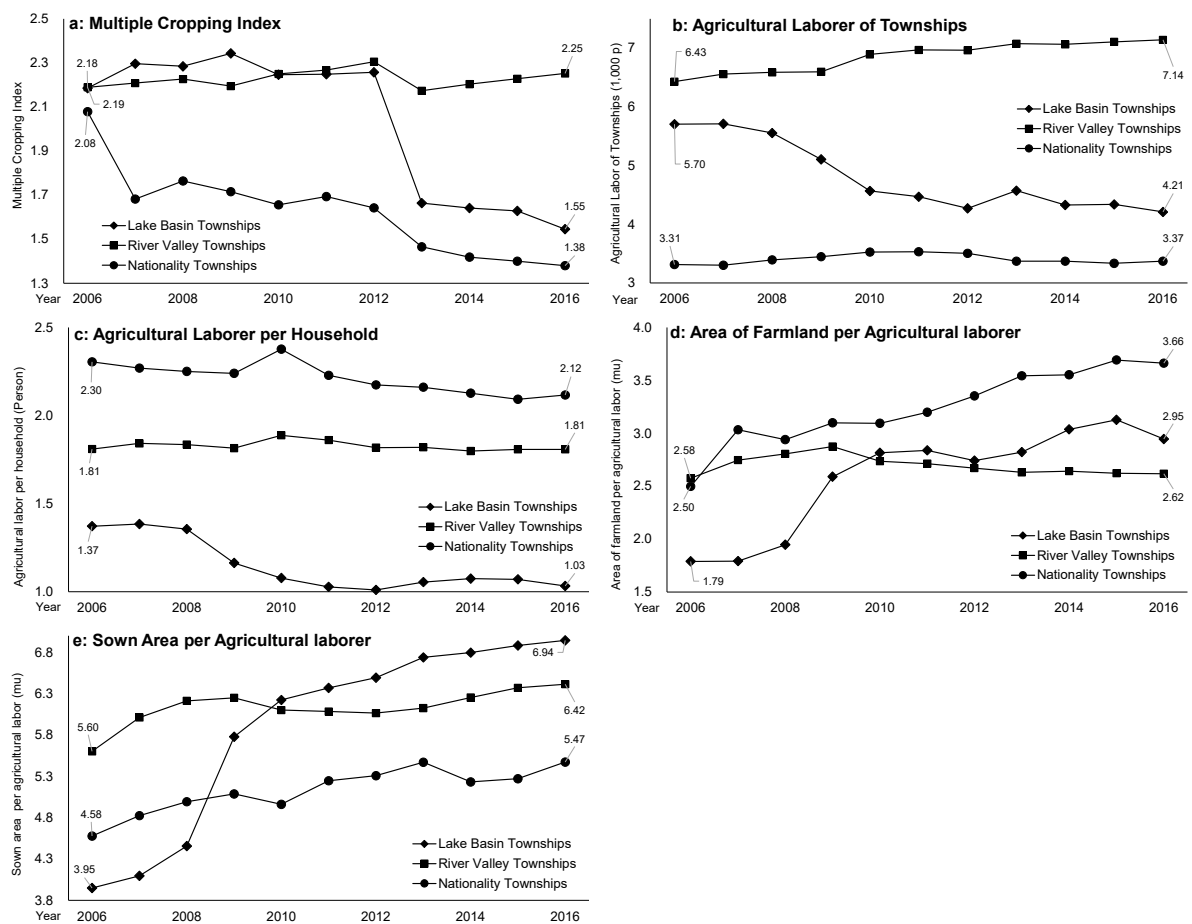 a: Multiple Cropping Index
Multiple Cropping Index
2.5
2.3
2.1
1.9
1.7
1.5
1.3
2.18
2.19
2.08
2.25
1.55
1.38
Lake Basin Townships
River Valley Townships
Nationality Townships
Year 2006 2008 2010 2012 2014 2016
b: Agricultural Laborer of Townships
Agricultural Labor of Townships (1,000 p)
7
6
5
4
3
6.43
5.70
3.31
7.14
4.21
3.37
Lake Basin Townships
River Valley Townships
Nationality Townships
Year 2006 2008 2010 2012 2014 2016
c: Agricultural Laborer per Household
Agricultural labor per household (Person)
2.5
2.0
1.5
1.0
2.30
1.81
1.37
2.12
1.81
1.03
Lake Basin Townships
River Valley Townships
Nationality Townships
Year 2006 2008 2010 2012 2014 2016
d: Area of Farmland per Agricultural laborer
Area of farmland per agricultural labor (mu)
4.0
3.5
3.0
2.5
2.0
1.5
2.58
2.50
1.79
3.66
2.95
2.62
Lake Basin Townships
River Valley Townships
Nationality Townships
Year 2006 2008 2010 2012 2014 2016
e: Sown Area per Agricultural laborer
Sown area per agricultural labor (mu)
6.8
6.3
5.8
5.3
4.8
4.3
3.8
5.60
4.58
3.95
6.94
6.42
5.47
Lake Basin Townships
River Valley Townships
Nationality Townships
Year 2006 2008 2010 2012 2014 2016